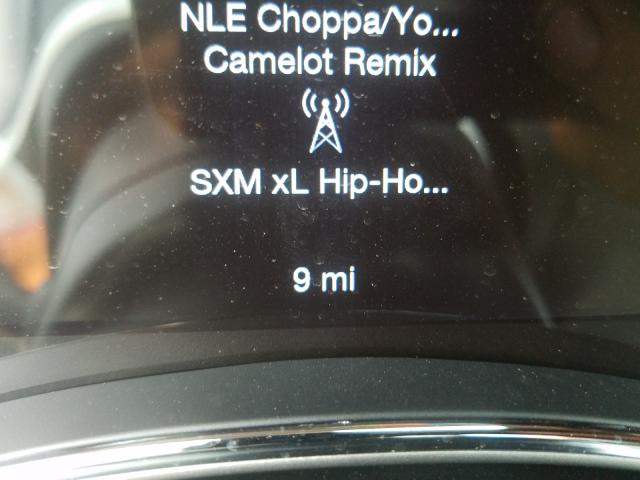 NLE Choppa/Yo...
Camelot Remix
SXM xL Hip-Ho...
9 mi